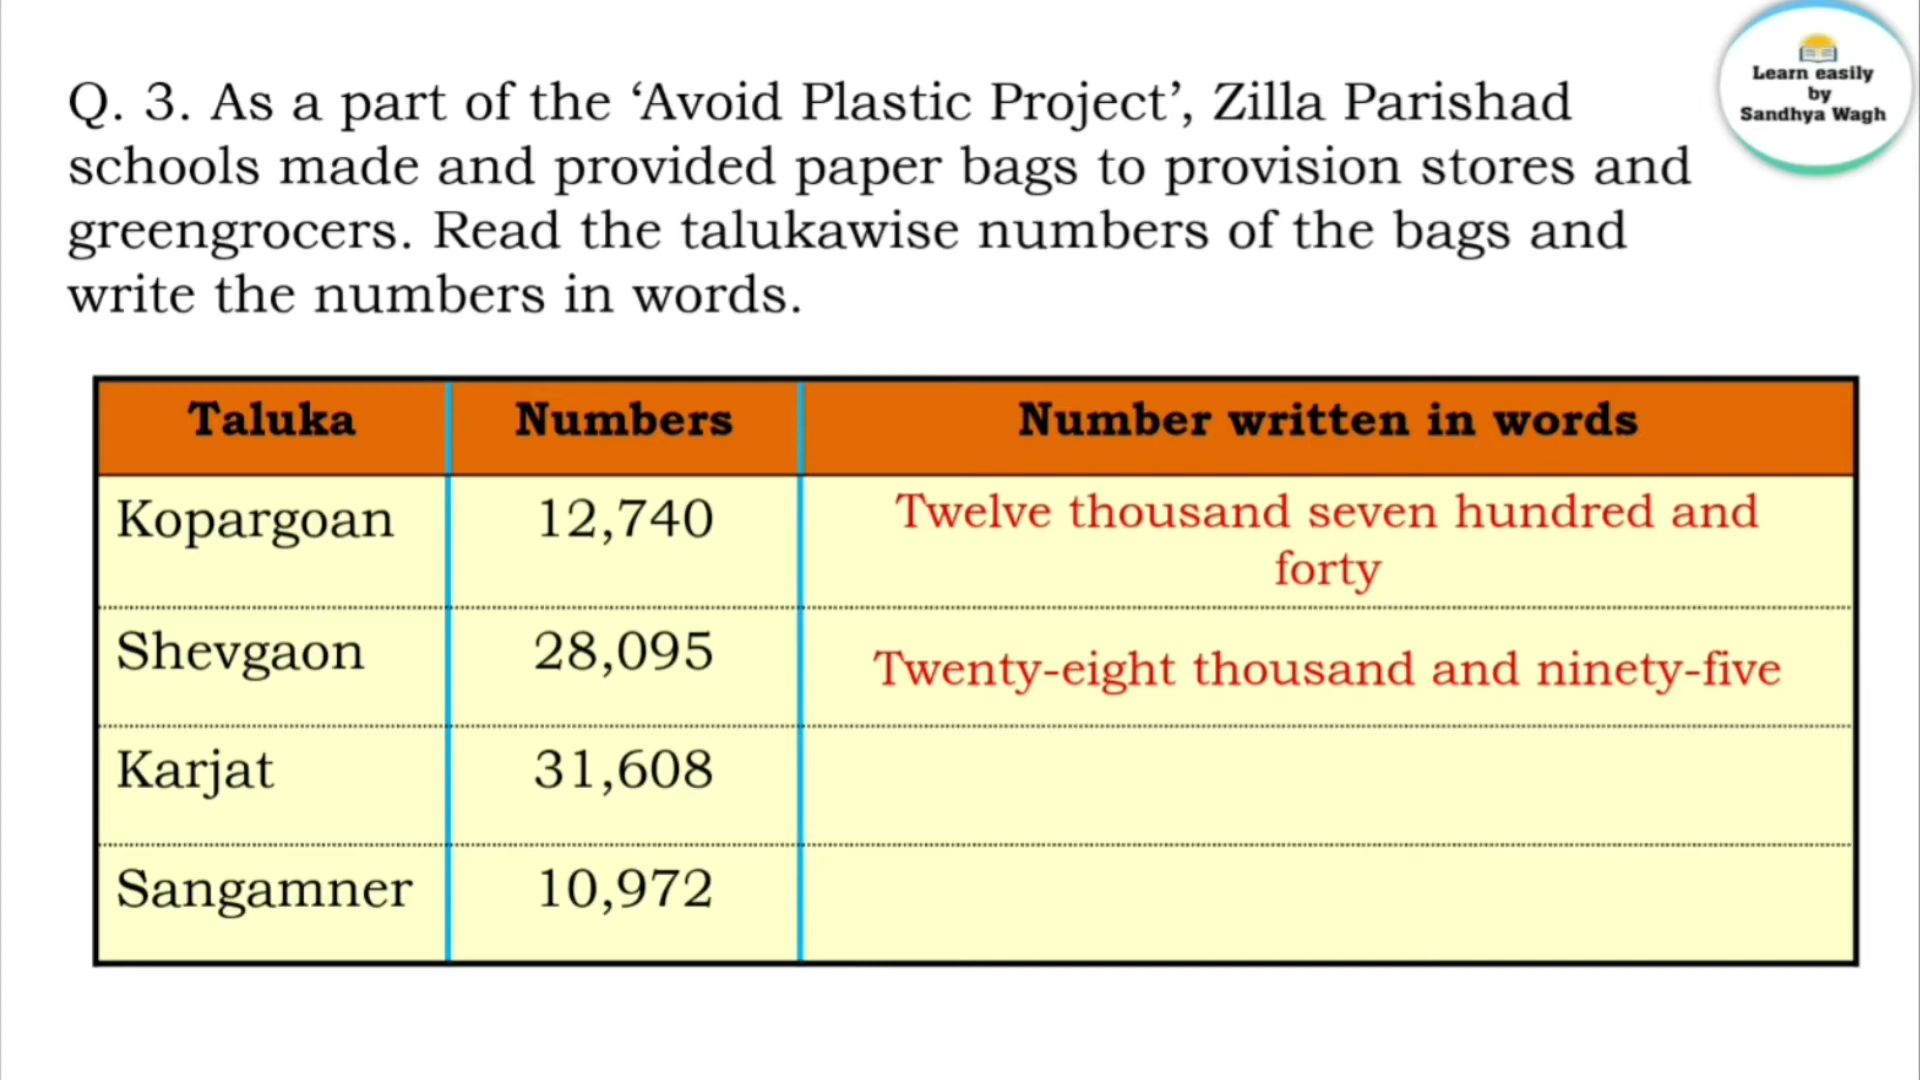 Q. 3. As a part of the ‘Avoid Plastic Project’, Zilla Parishad
schools made and provided paper bags to provision stores and
greengrocers. Read the talukawise numbers of the bags and
write the numbers in words.
Learn easily
by
Sandhya Wagh
Taluka Numbers Number written in words
Kopargoan 12,740 Twelve thousand seven hundred and
forty
Shevgaon 28,095 Twenty-eight thousand and ninety-five
Karjat 31,608
Sangamner 10,972